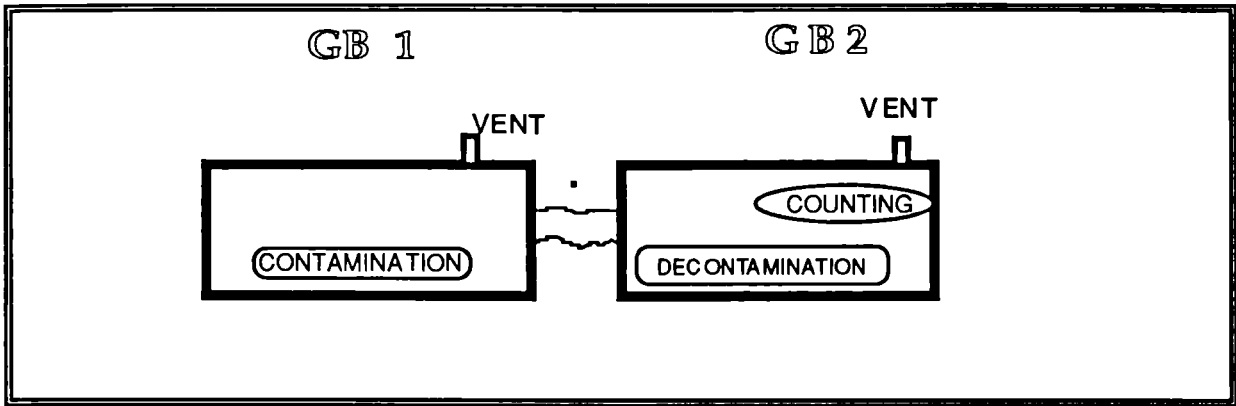 GB 1
GB 2
VENT
VENT
COUNTING
CONTAMINATION
DECONTAMINATION